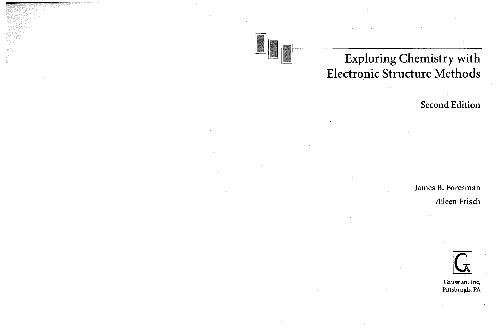 Exploring Chemistry with
Electronic Structure Methods
Second Edition
James B. Foresman
Æleen Frisch
G
Gaussian, Inc.
Pittsburgh, PA